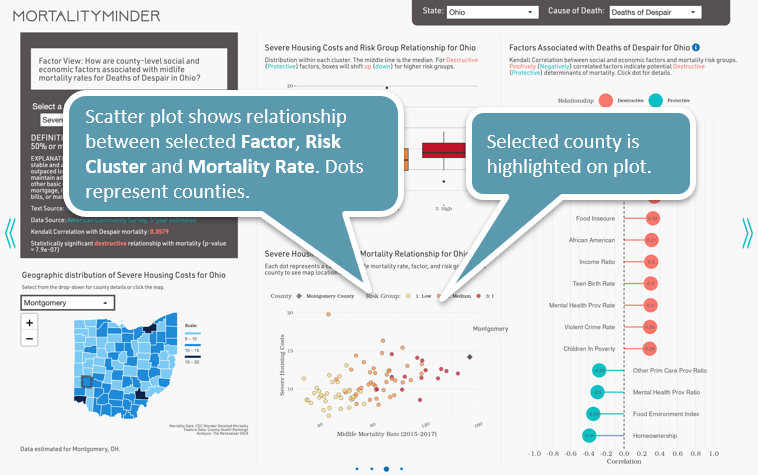 MORTALITYMINDER
State: Ohio
Cause of Death: Deaths of Despair
Factor View: How are county-level social and
economic factors associated with midlife
mortality rates for Deaths of Despair in Ohio?
Select a
Severe
DEFINITI
50% or m
EXPLANA
stable and a
outpaced lo
maintain ad
other basic
mortgage, i
bills, or ma
Text Source:
Data Source: American Community Survey, 5-year estimates
Kendall Correlation with Despair mortality: 0.3579
Statistically significant destructive relationship with mortality (p-value
= 7.9e-07)
Geographic distribution of Severe Housing Costs for Ohio
Select from the drop-down for county details or click the map.
Montgomery
+
−
Scale:
5 - 10
10 - 15
15 - 20
Mortality Data: CDC Wonder Detailed Mortality
Feature Data: County Health Rankings
Analysis: The Rensselaer IDEA
Data estimated for Montgomery, OH.
Severe Housing Costs and Risk Group Relationship for Ohio
Distribution within each cluster. The middle line is the median. For Destructive
(Protective) factors, boxes will shift up (down) for higher risk groups.
20
3: High
Scatter plot shows relationship
between selected Factor, Risk
Cluster and Mortality Rate. Dots
represent counties.
Selected county is
highlighted on plot.
Severe Hous
Mortality Relationship for Ohio
Each dot represents a co
mortality rate, factor, and risk gro
county to see map location
County
Montgomery County
Risk Group:
1: Low
Medium
Montgomery
Severe Housing Costs
20
15
10
5
Midlife Mortality Rate (2015-2017)
Factors Associated with Deaths of Despair for Ohio
Kendall Correlation between social and economic factors and mortality risk groups.
Positively (Negatively) correlated factors indicate potential Destructive
(Protective) determinants of mortality. Click dot for details.
Relationship
Destructive
Protective
Food Insecure
African American
Income Ratio
Teen Birth Rate
Mental Health Prov Rate
Violent Crime Rate
Children In Poverty
Other Prim Care Prov Ratio
Mental Health Prov Ratio
Food Environment Index
Homeownership
-1.0 -0.8 -0.6 -0.4 -0.2 0.0 0.2 0.4 0.6 0.8 1.0
Correlation